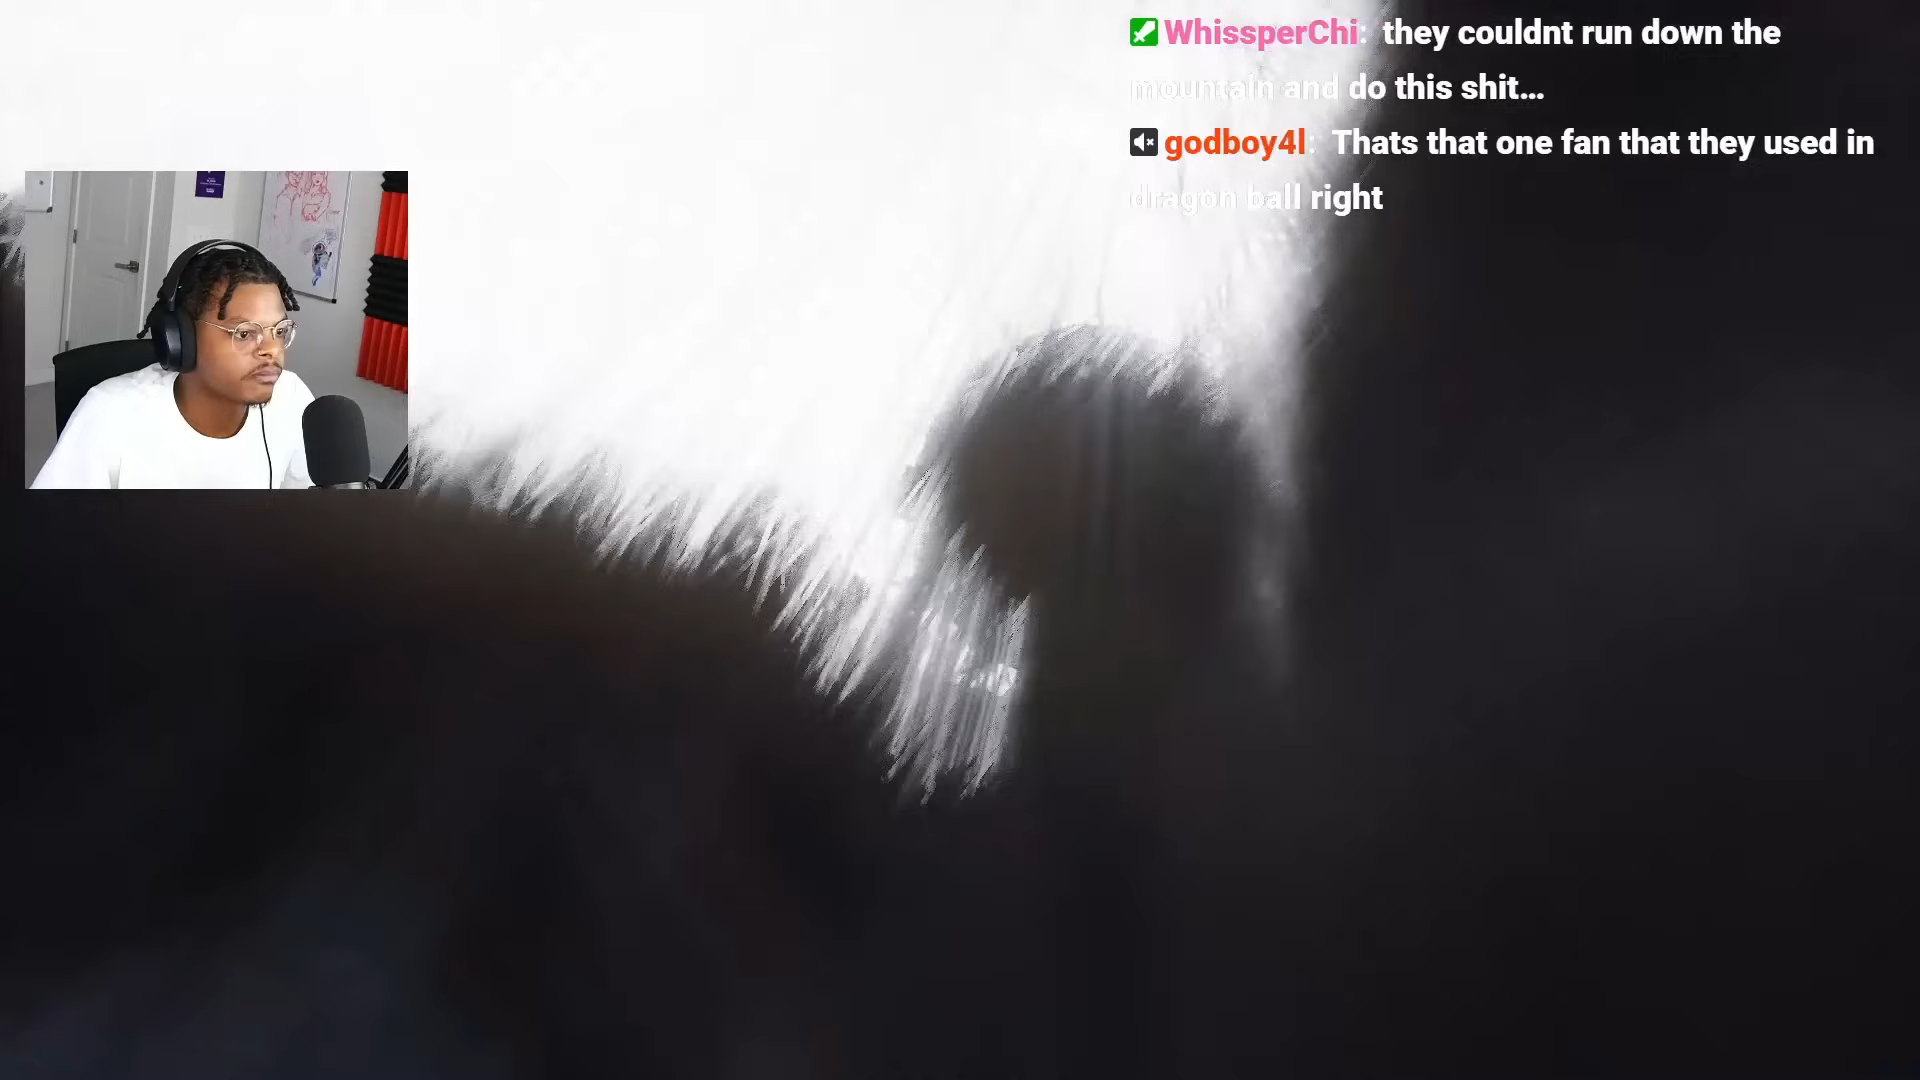 WhissperChi: they couldnt run down the
mountain and do this shit...
godboy4l: Thats that one fan that they used in
dragon ball right